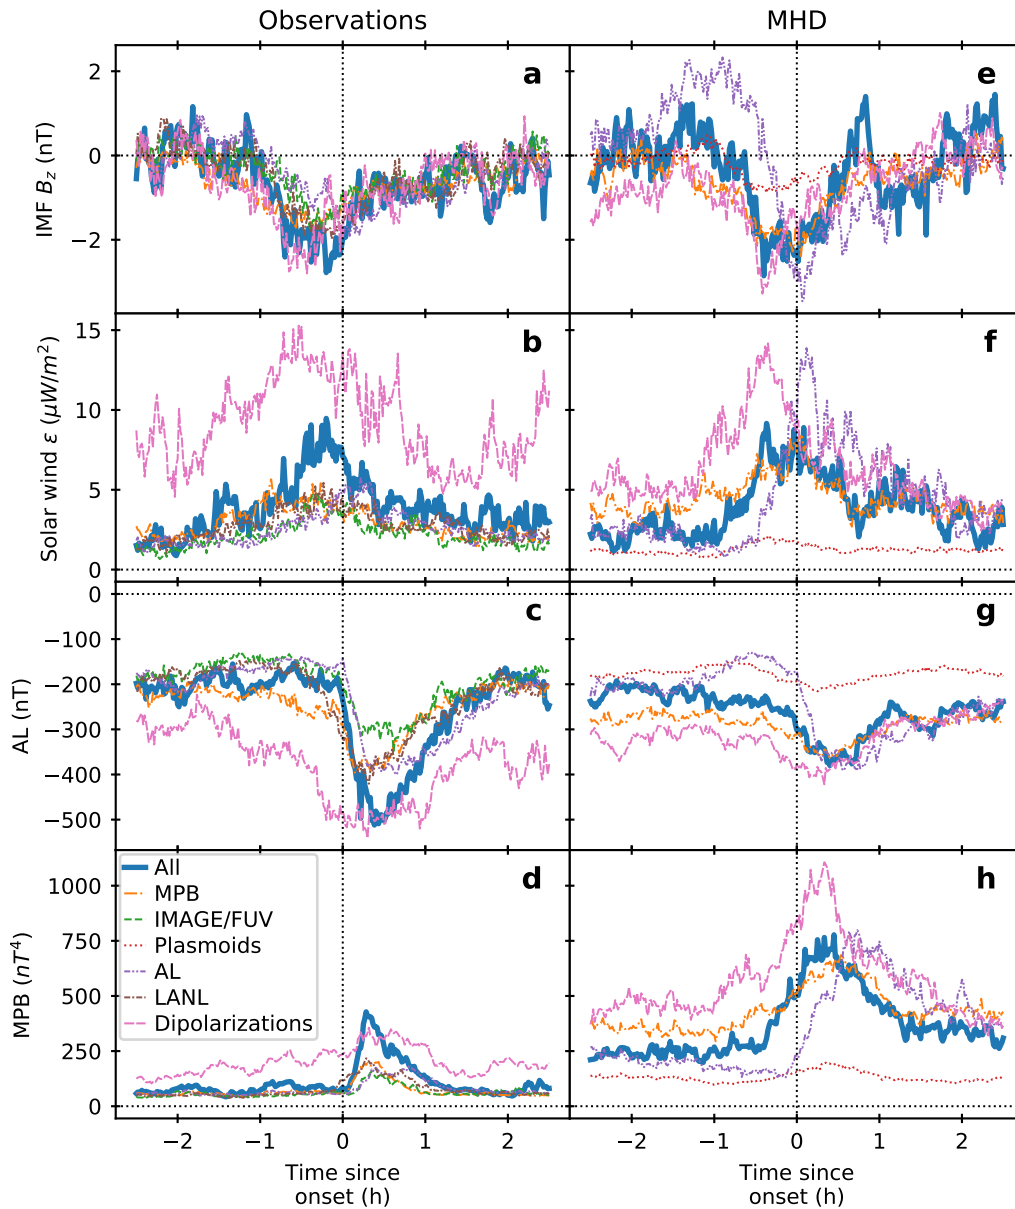 Observations
MHD
IMF B_z (nT)
2
0
−2
a
e
Solar wind ε (μW/m²)
15
10
5
0
b
f
AL (nT)
0
−100
−200
−300
−400
−500
c
g
MPB (nT⁴)
1000
750
500
250
0
d
h
All
MPB
IMAGE/FUV
Plasmoids
AL
LANL
Dipolarizations
−2 −1 0 1 2
−2 −1 0 1 2
Time since
onset (h)
Time since
onset (h)